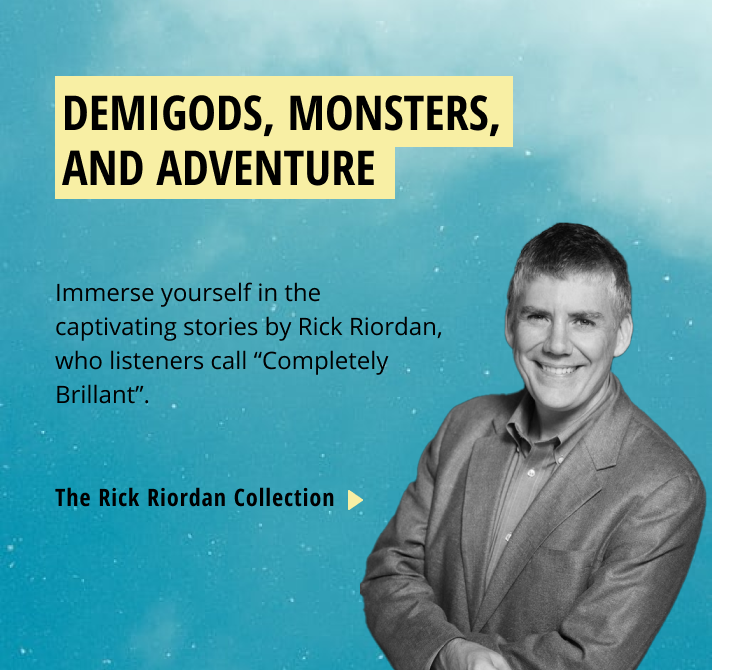 DEMIGODS, MONSTERS,
AND ADVENTURE
Immerse yourself in the
captivating stories by Rick Riordan,
who listeners call “Completely
Brillant”.
The Rick Riordan Collection